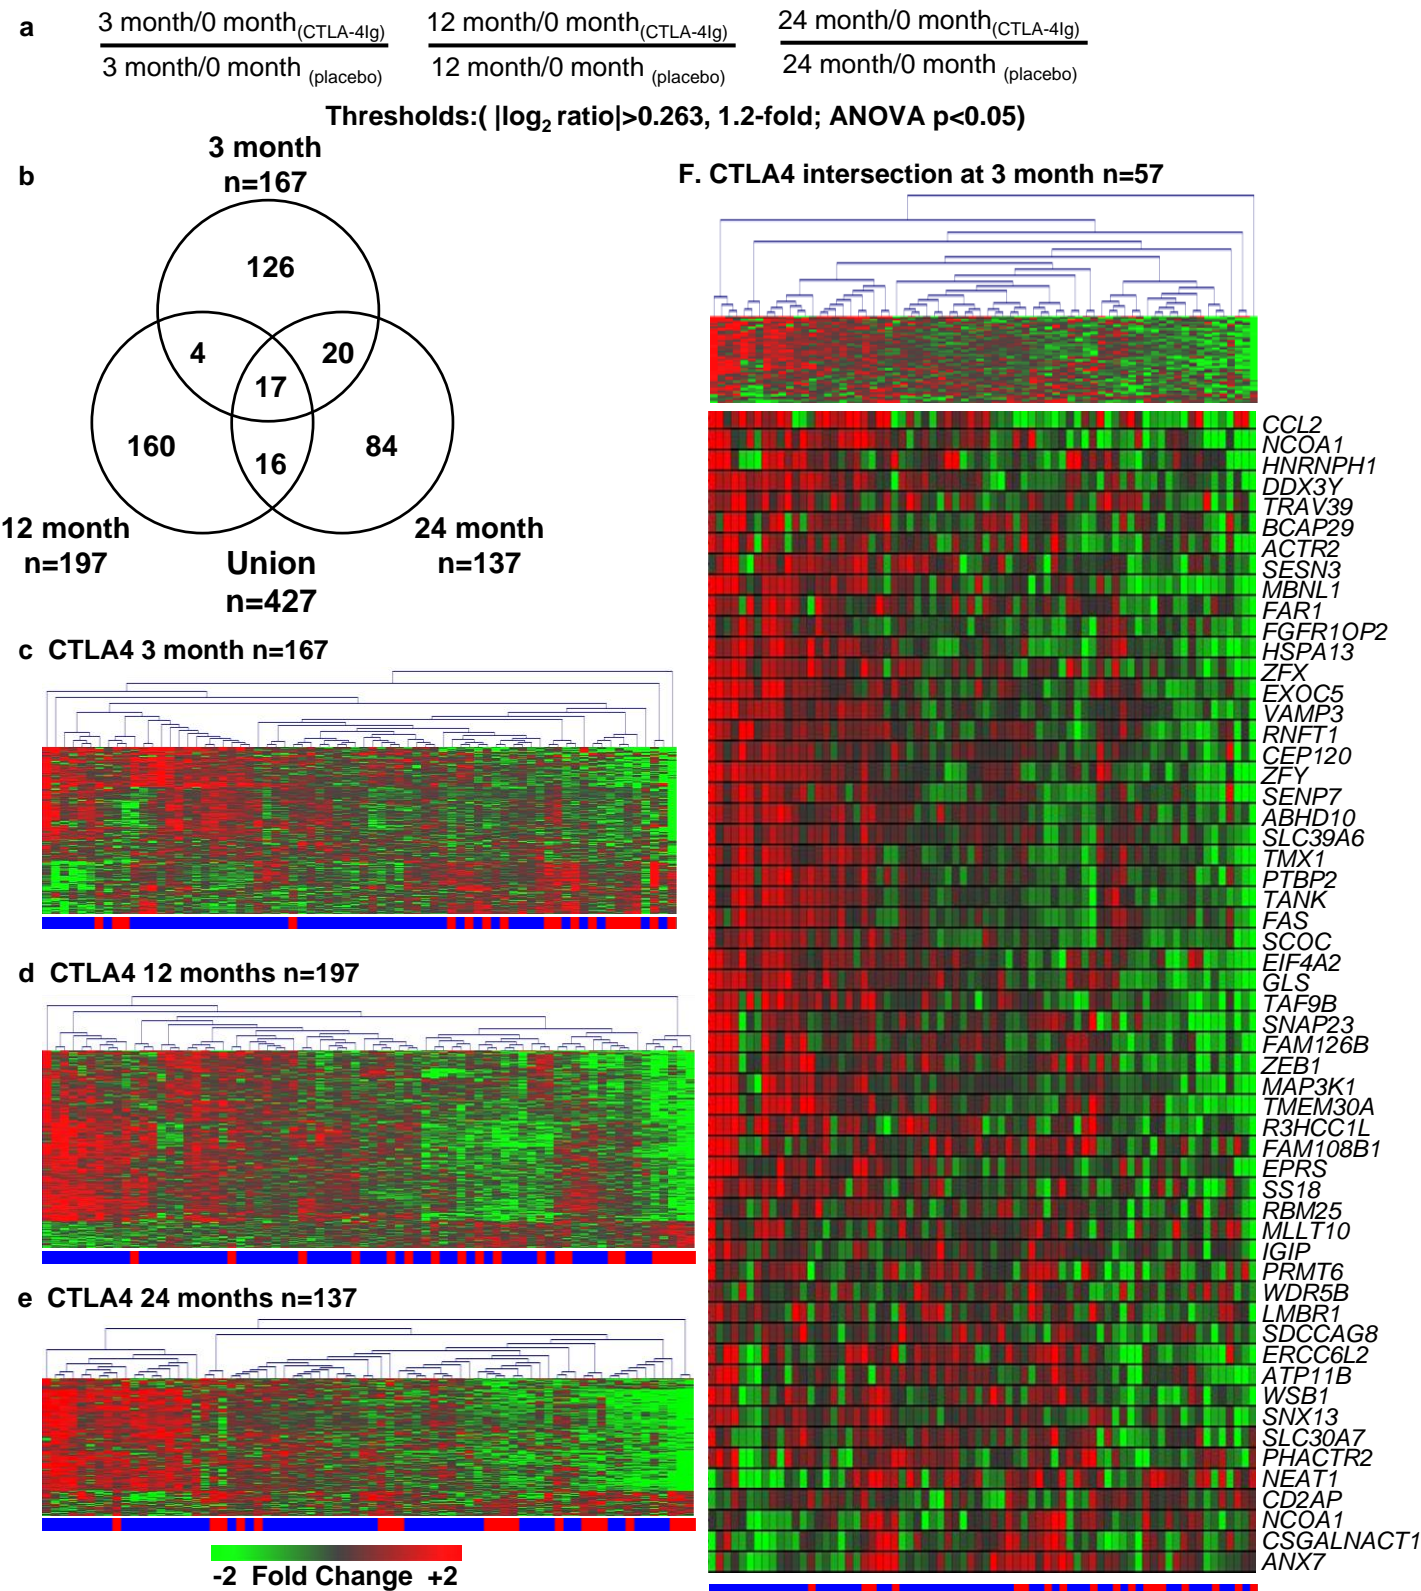 a
3 month/0 month(CTLA-4Ig)
3 month/0 month (placebo)
12 month/0 month(CTLA-4Ig)
12 month/0 month (placebo)
24 month/0 month(CTLA-4Ig)
24 month/0 month (placebo)
Thresholds:( |log2 ratio|>0.263, 1.2-fold; ANOVA p<0.05)
b
3 month
n=167
126
4
20
17
160
16
84
12 month
n=197
24 month
n=137
Union
n=427
c CTLA4 3 month n=167
d CTLA4 12 months n=197
e CTLA4 24 months n=137
-2 Fold Change +2
F. CTLA4 intersection at 3 month n=57
CCL2
NCOA1
HNRNPH1
DDX3Y
TRAV39
BCAP29
ACTR2
SESN3
MBNL1
FAR1
FGFR1OP2
HSPA13
ZFX
EXOC5
VAMP3
RNFT1
CEP120
ZFY
SENP7
ABHD10
SLC39A6
TMX1
PTBP2
TANK
FAS
SCOC
EIF4A2
GLS
TAF9B
SNAP23
FAM126B
ZEB1
MAP3K1
TMEM30A
R3HCC1L
FAM108B1
EPRS
SS18
RBM25
MLLT10
IGIP
PRMT6
WDR5B
LMBR1
SDCCAG8
ERCC6L2
ATP11B
WSB1
SNX13
SLC30A7
PHACTR2
NEAT1
CD2AP
NCOA1
CSGALNACT1
ANX7